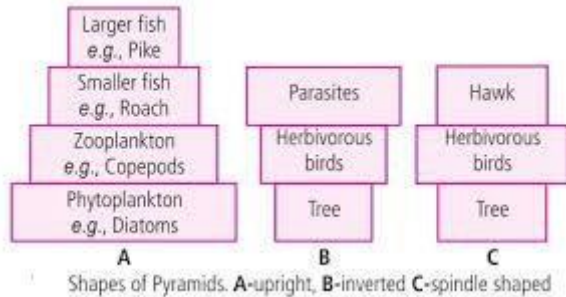 Larger fish
e.g., Pike
Smaller fish
e.g., Roach
Zooplankton
e.g., Copepods
Phytoplankton
e.g., Diatoms
A
Parasites
Herbivorous
birds
Tree
B
Hawk
Herbivorous
birds
Tree
C
Shapes of Pyramids. A-upright, B-inverted C-spindle shaped